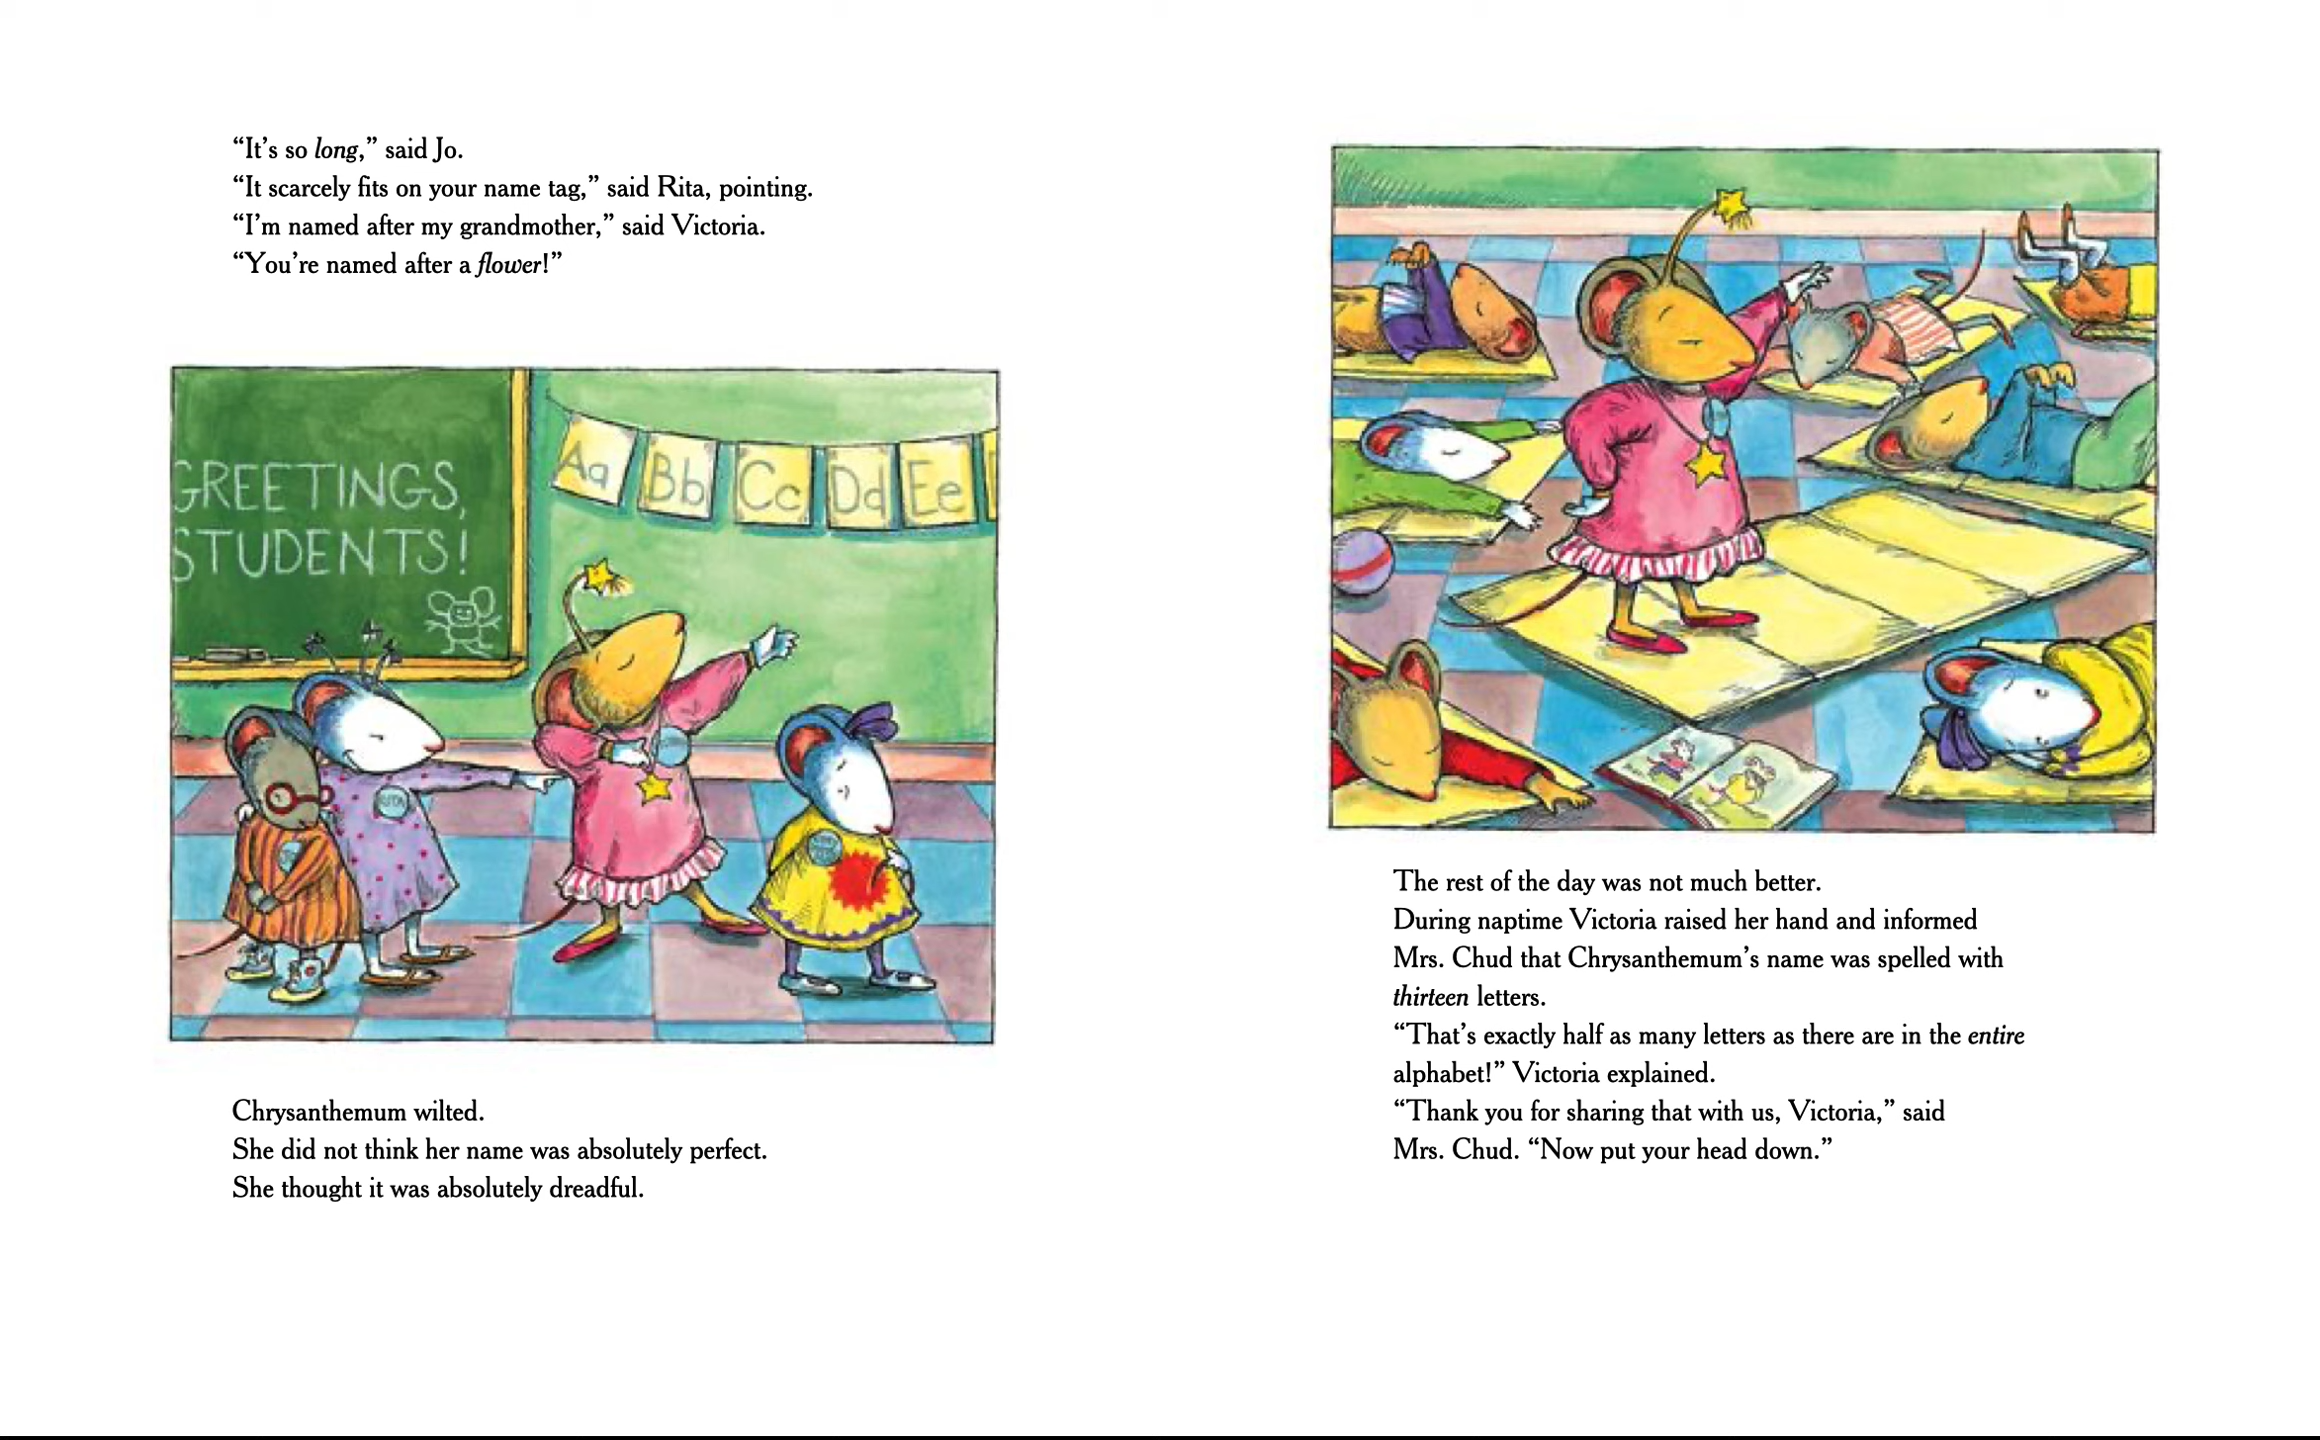 “It’s so long,” said Jo.
“It scarcely fits on your name tag,” said Rita, pointing.
“I’m named after my grandmother,” said Victoria.
“You’re named after a flower!”
GREETINGS,
STUDENTS!
Aa Bb Cc Dd Ee
RITA
Chrysanthemum wilted.
She did not think her name was absolutely perfect.
She thought it was absolutely dreadful.
The rest of the day was not much better.
During naptime Victoria raised her hand and informed
Mrs. Chud that Chrysanthemum’s name was spelled with
thirteen letters.
“That’s exactly half as many letters as there are in the entire
alphabet!” Victoria explained.
“Thank you for sharing that with us, Victoria,” said
Mrs. Chud. “Now put your head down.”